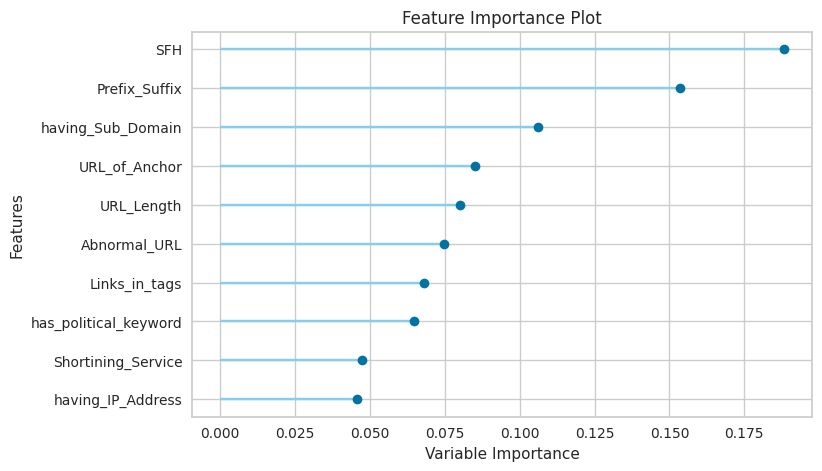 Feature Importance Plot
SFH
Prefix_Suffix
having_Sub_Domain
URL_of_Anchor
URL_Length
Abnormal_URL
Links_in_tags
has_political_keyword
Shortining_Service
having_IP_Address
Features
0.000 0.025 0.050 0.075 0.100 0.125 0.150 0.175
Variable Importance